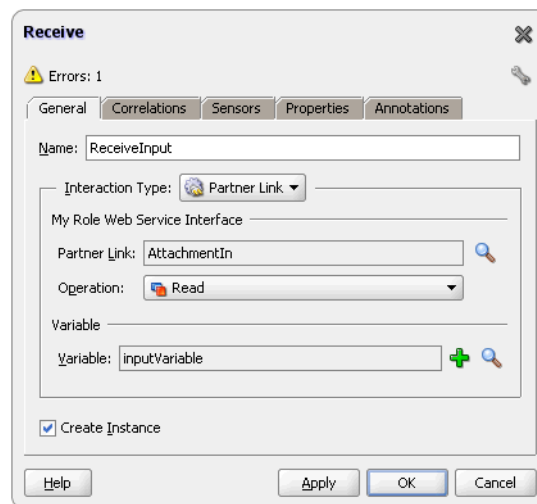 Receive
Errors: 1
General Correlations Sensors Properties Annotations
Name: ReceiveInput
Interaction Type: Partner Link
My Role Web Service Interface
Partner Link: AttachmentIn
Operation: Read
Variable
Variable: inputVariable
Create Instance
Help Apply OK Cancel